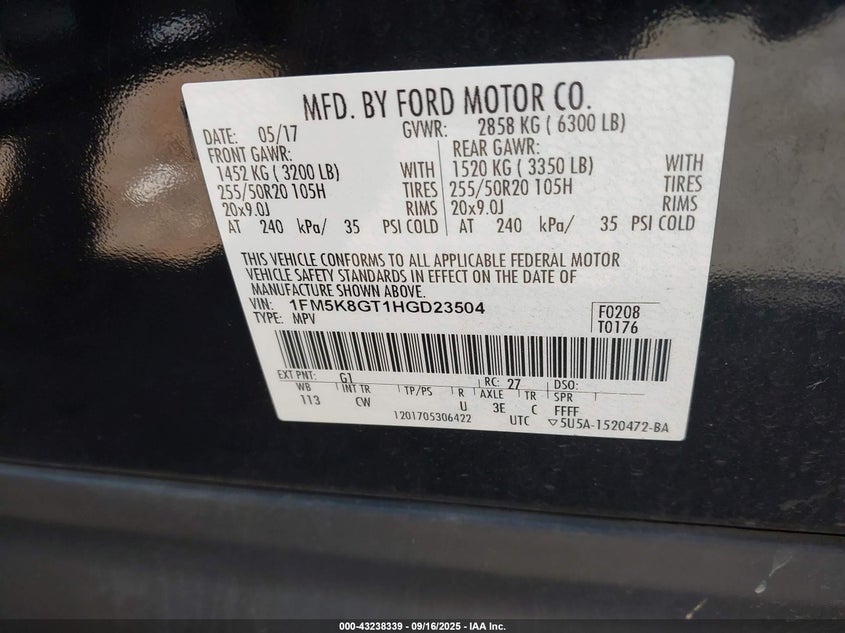 MFD. BY FORD MOTOR CO.
DATE: 05/17 GVWR: 2858 KG ( 6300 LB)
FRONT GAWR: REAR GAWR:
1452 KG ( 3200 LB) WITH 1520 KG ( 3350 LB) WITH
255/50R20 105H TIRES 255/50R20 105H TIRES
20x9.0J RIMS 20x9.0J RIMS
AT 240 kPa/ 35 PSI COLD AT 240 kPa/ 35 PSI COLD
THIS VEHICLE CONFORMS TO ALL APPLICABLE FEDERAL MOTOR
VEHICLE SAFETY STANDARDS IN EFFECT ON THE DATE OF
MANUFACTURE SHOWN ABOVE.
VIN: 1FM5K8GT1HGD23504 F0208
TYPE: MPV T0176
EXT PNT: G1 RC: 27 DSO:
WB INT TR TP/PS R AXLE TR SPR
113 CW U 3E C FFFF
1201705306422 UTC ▽5U5A-1520472-BA
000-43238339 - 09/16/2025 - IAA Inc.